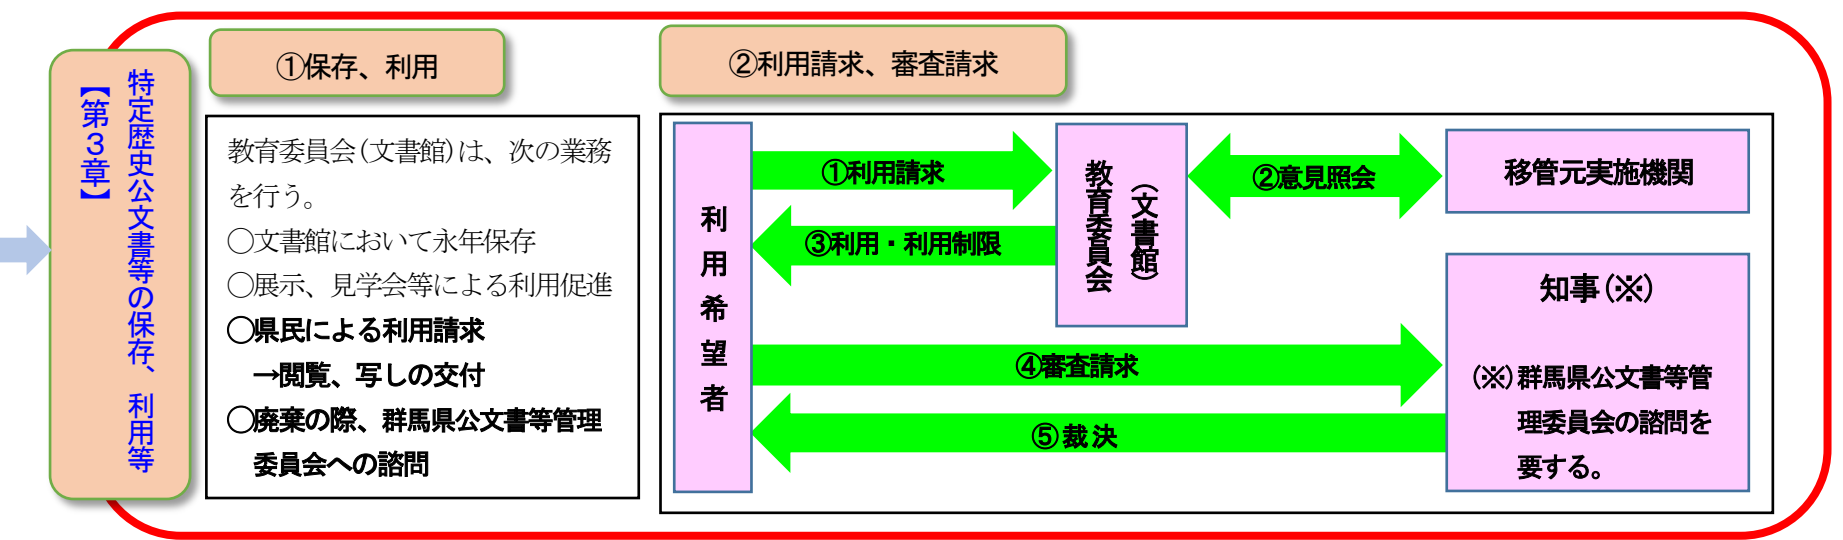 特定歴史公文書等の保存、利用等
【第３章】
①保存、利用
教育委員会(文書館)は、次の業務
を行う。
○文書館において永年保存
○展示、見学会等による利用促進
○県民による利用請求
→閲覧、写しの交付
○廃棄の際、群馬県公文書等管理
委員会への諮問
②利用請求、審査請求
利用希望者
①利用請求
③利用・利用制限
教育委員会
（文書館）
②意見照会
移管元実施機関
④審査請求
⑤裁決
知事(※)
(※)群馬県公文書等管
理委員会の諮問を
要する。